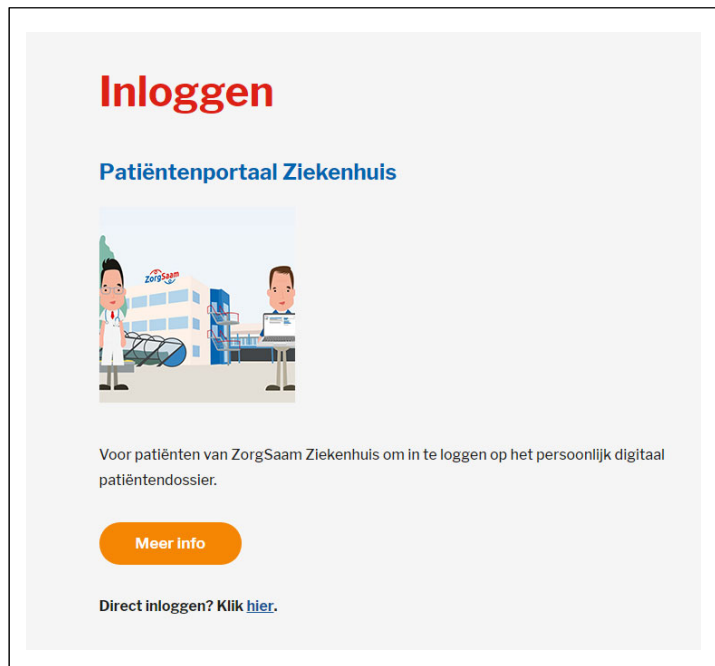 Inloggen
Patiëntenportaal Ziekenhuis
ZorgSaam
Voor patiënten van ZorgSaam Ziekenhuis om in te loggen op het persoonlijk digitaal
patiëntendossier.
Meer info
Direct inloggen? Klik hier.